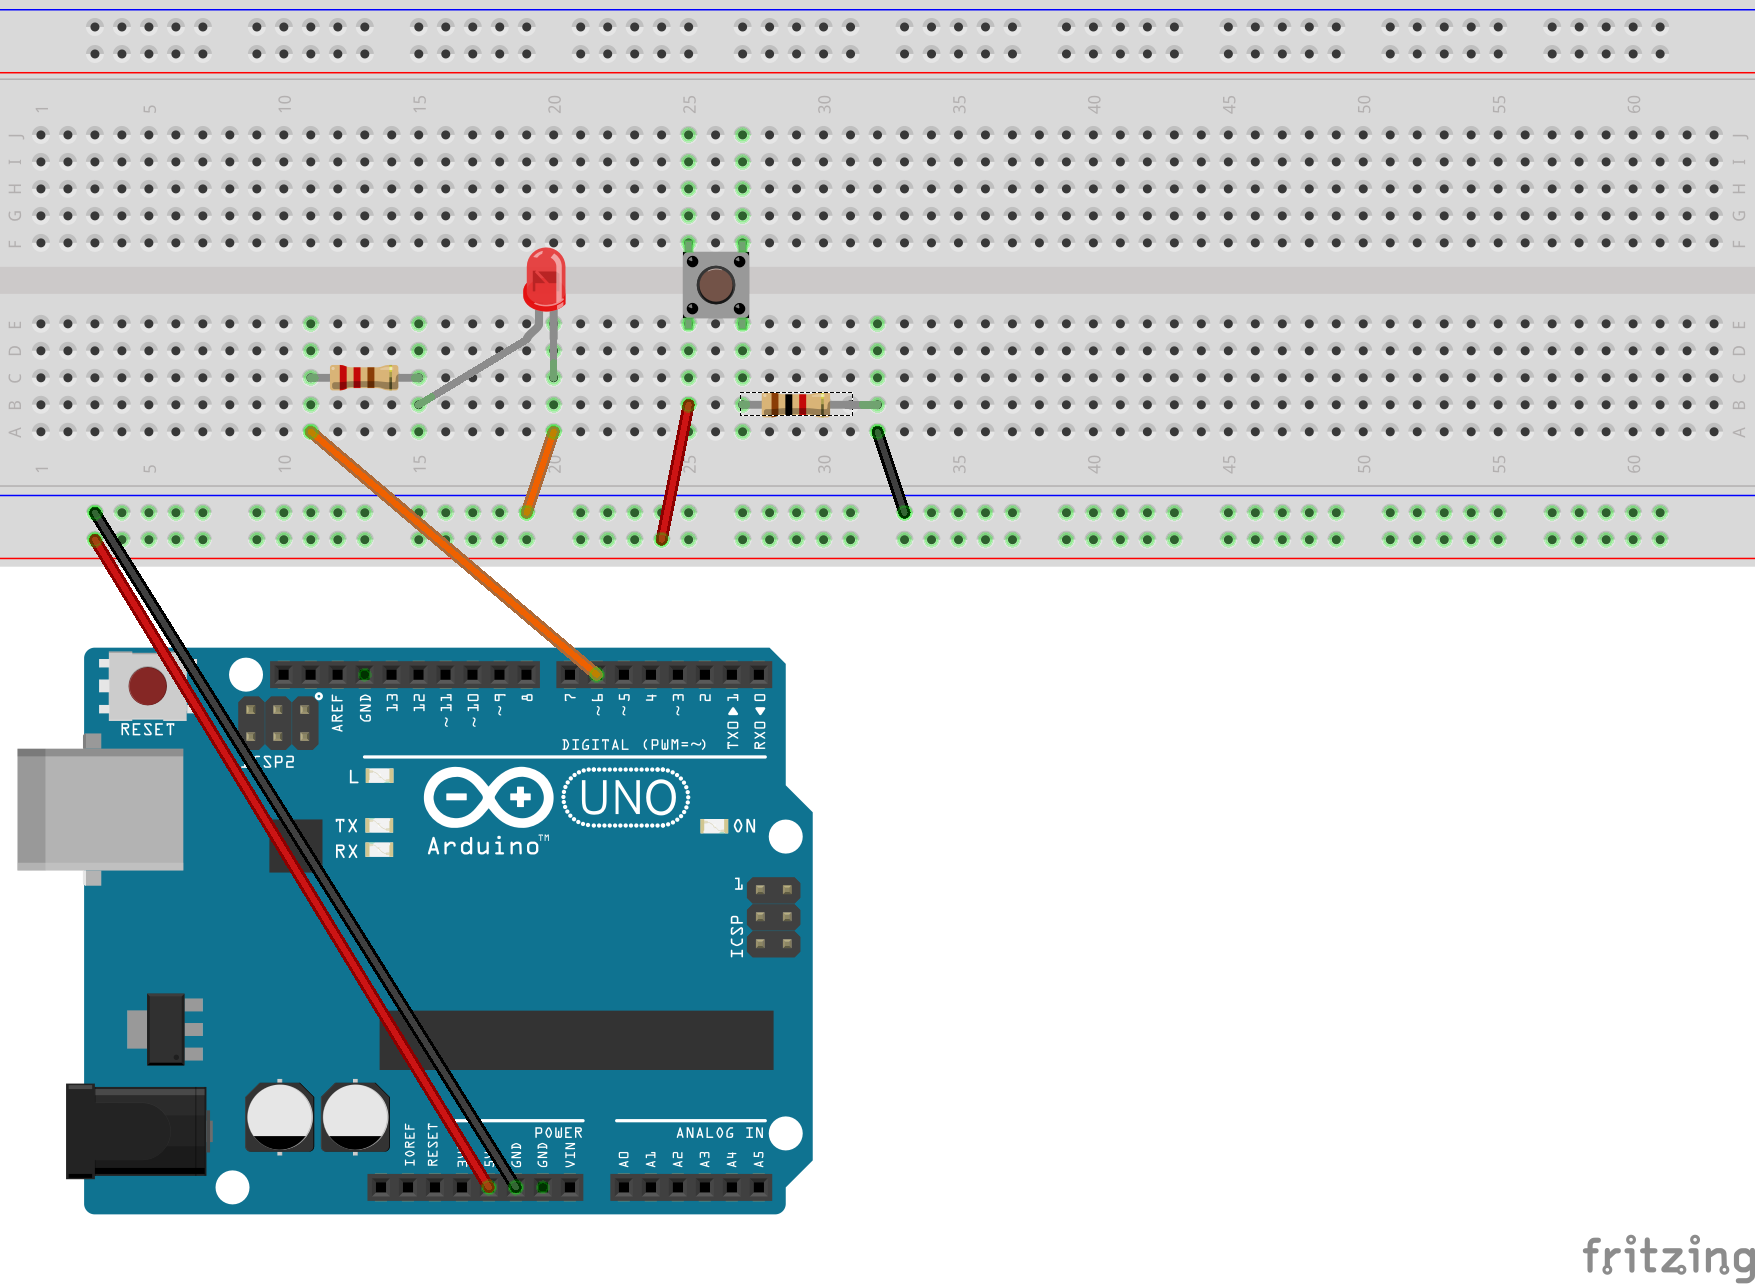 1 5 10 15 20 25 30 35 40 45 50 55 60
J J
I I
H H
G G
F F
E E
D D
C C
B B
A A
1 5 10 15 20 25 30 35 40 45 50 55 60
RESET
AREF GND 13 12 ~11 ~10 ~9 8 7 ~6 ~5 4 ~3 2 TX0▶1 RX0◀0
DIGITAL (PWM=~)
ICSP2
L
TX
RX
UNO
ON
Arduino™
1
ICSP
POWER
ANALOG IN
IOREF RESET 3V 5V GND GND VIN A0 A1 A2 A3 A4 A5
fritzing